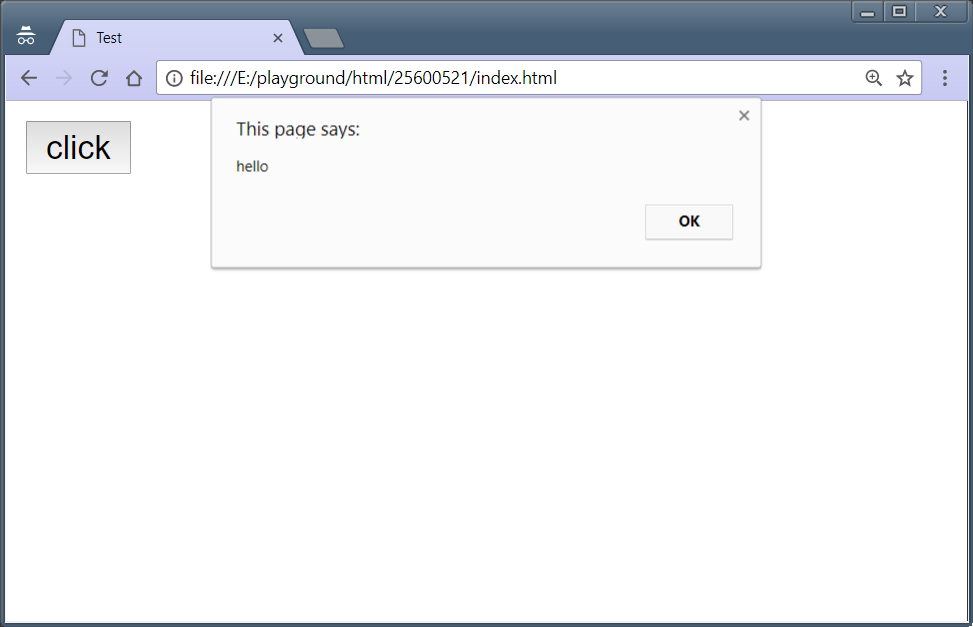 Test
file:///E:/playground/html/25600521/index.html
click
This page says:
hello
OK